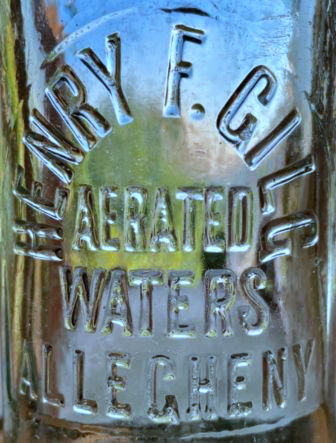 HENRY F. GILG
AERATED
WATERS
ALLEGHENY